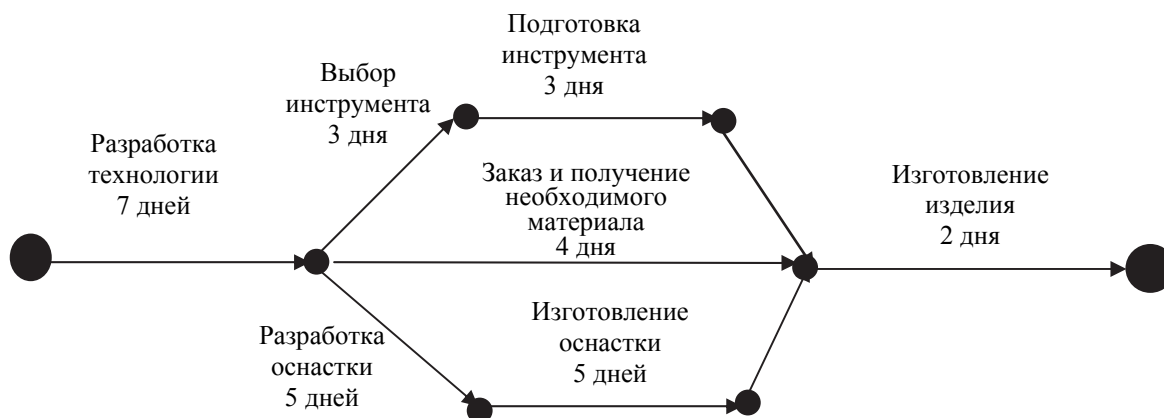 Разработка
технологии
7 дней
Выбор
инструмента
3 дня
Подготовка
инструмента
3 дня
Заказ и получение
необходимого
материала
4 дня
Разработка
оснастки
5 дней
Изготовление
оснастки
5 дней
Изготовление
изделия
2 дня